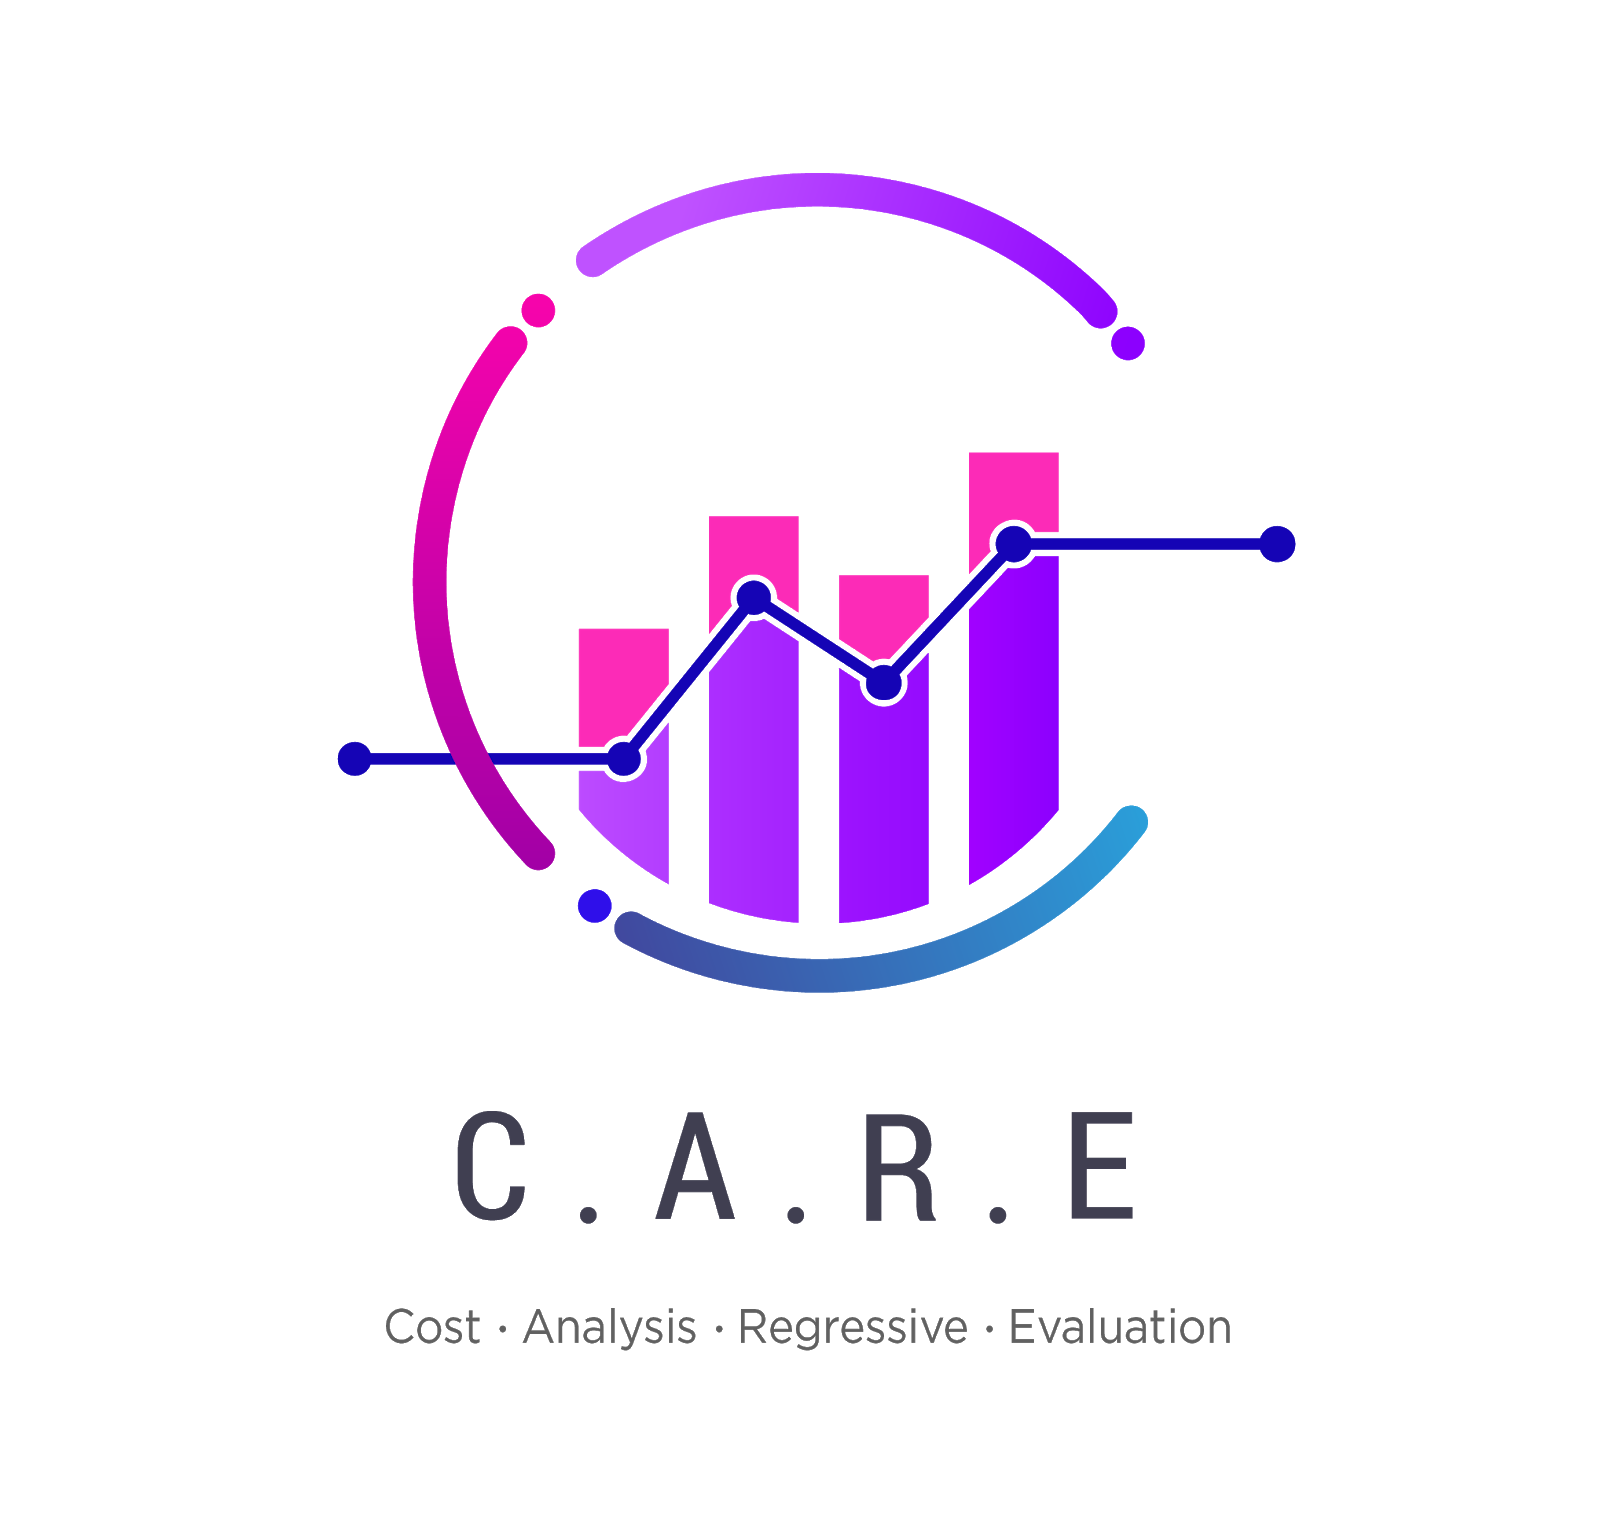 C.A.R.E
Cost · Analysis · Regressive · Evaluation